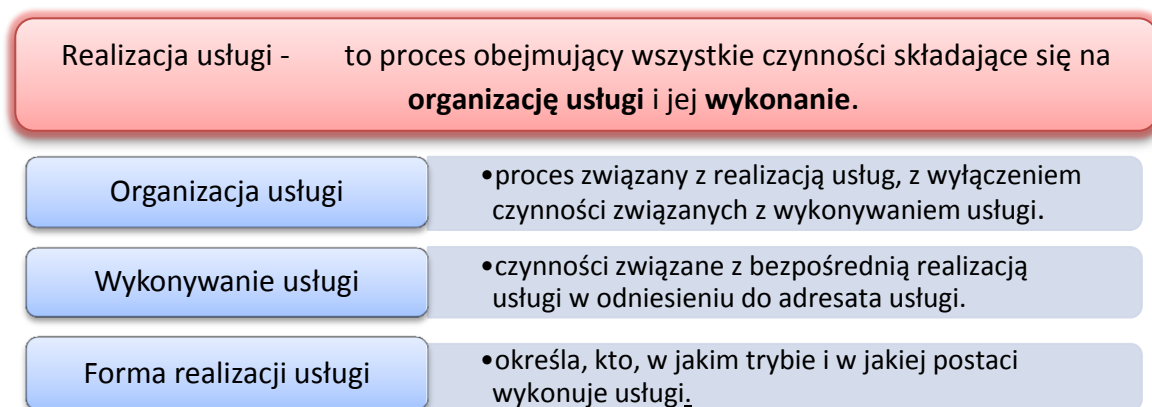 Realizacja usługi - to proces obejmujący wszystkie czynności składające się na
organizację usługi i jej wykonanie.
Organizacja usługi
•proces związany z realizacją usług, z wyłączeniem
czynności związanych z wykonywaniem usługi.
Wykonywanie usługi
•czynności związane z bezpośrednią realizacją
usługi w odniesieniu do adresata usługi.
Forma realizacji usługi
•określa, kto, w jakim trybie i w jakiej postaci
wykonuje usługi.